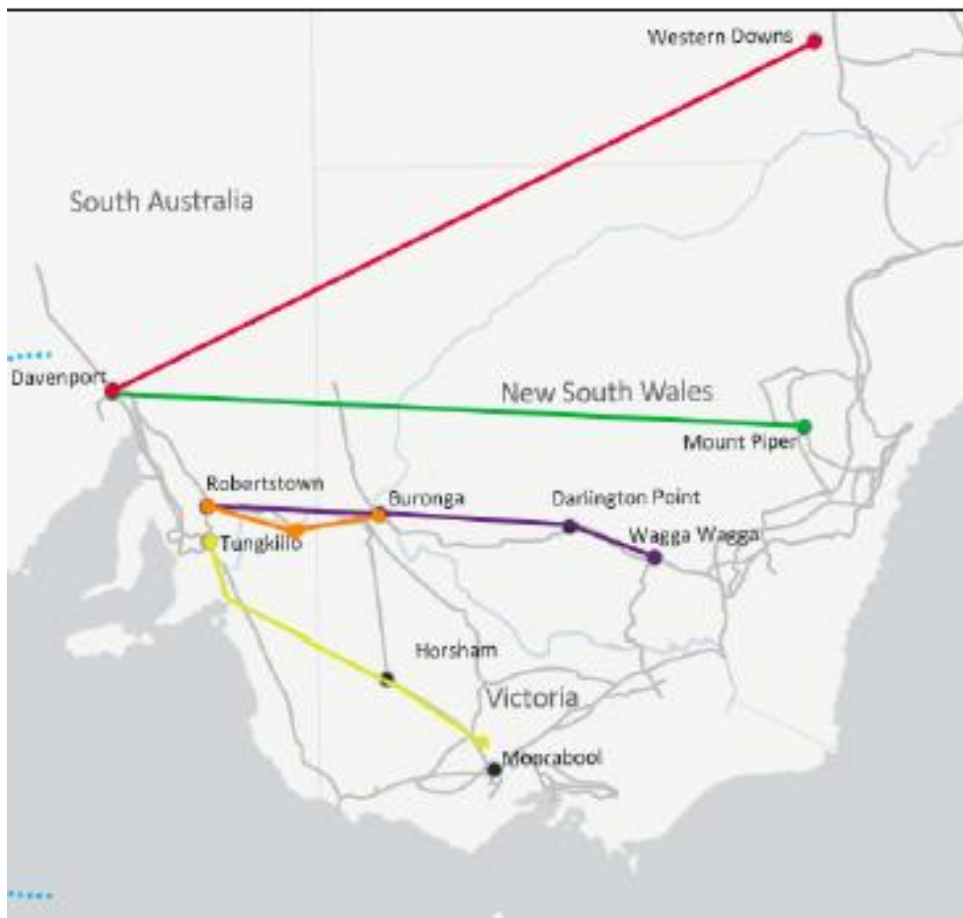 Western Downs
South Australia
Davenport
New South Wales
Mount Piper
Robertstown
Buronga
Darlington Point
Tungkillo
Wagga Wagga
Horsham
Victoria
Moorabool